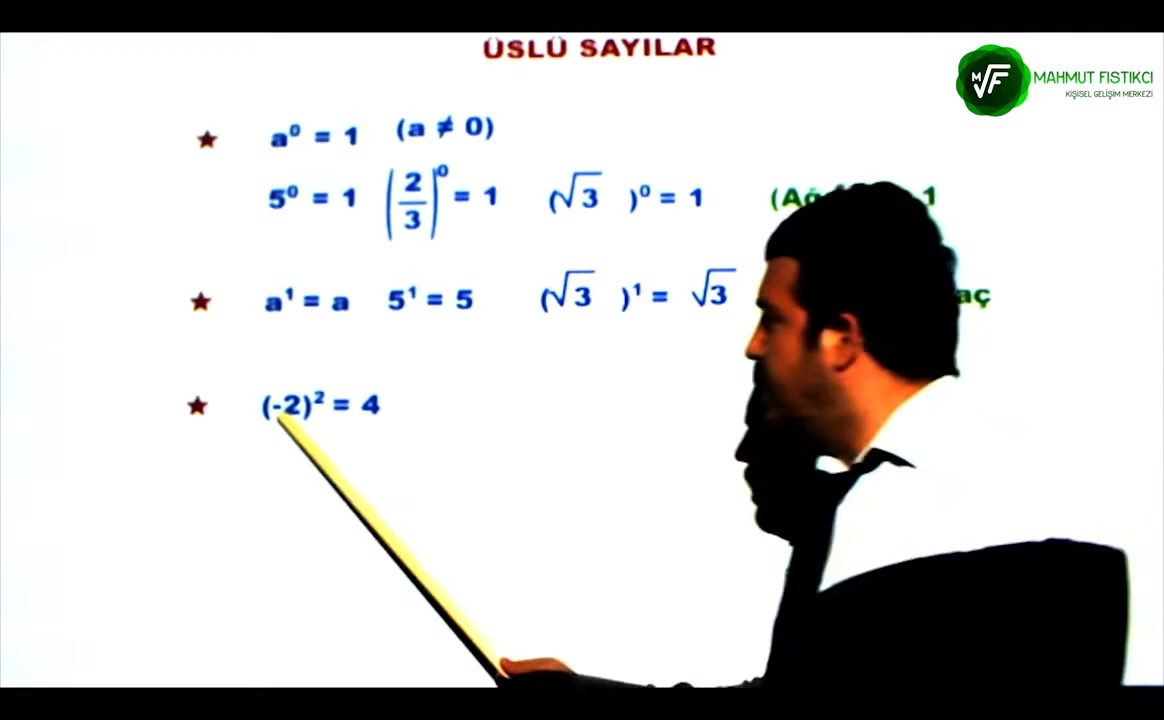 ÜSLÜ SAYILAR
MAHMUT FISTIKCI
KİŞİSEL GELİŞİM MERKEZİ
★ a⁰ = 1 (a ≠ 0)
5⁰ = 1 (2/3)⁰ = 1 (√3 )⁰ = 1 1
★ a¹ = a 5¹ = 5 (√3 )¹ = √3
★ (-2)² = 4